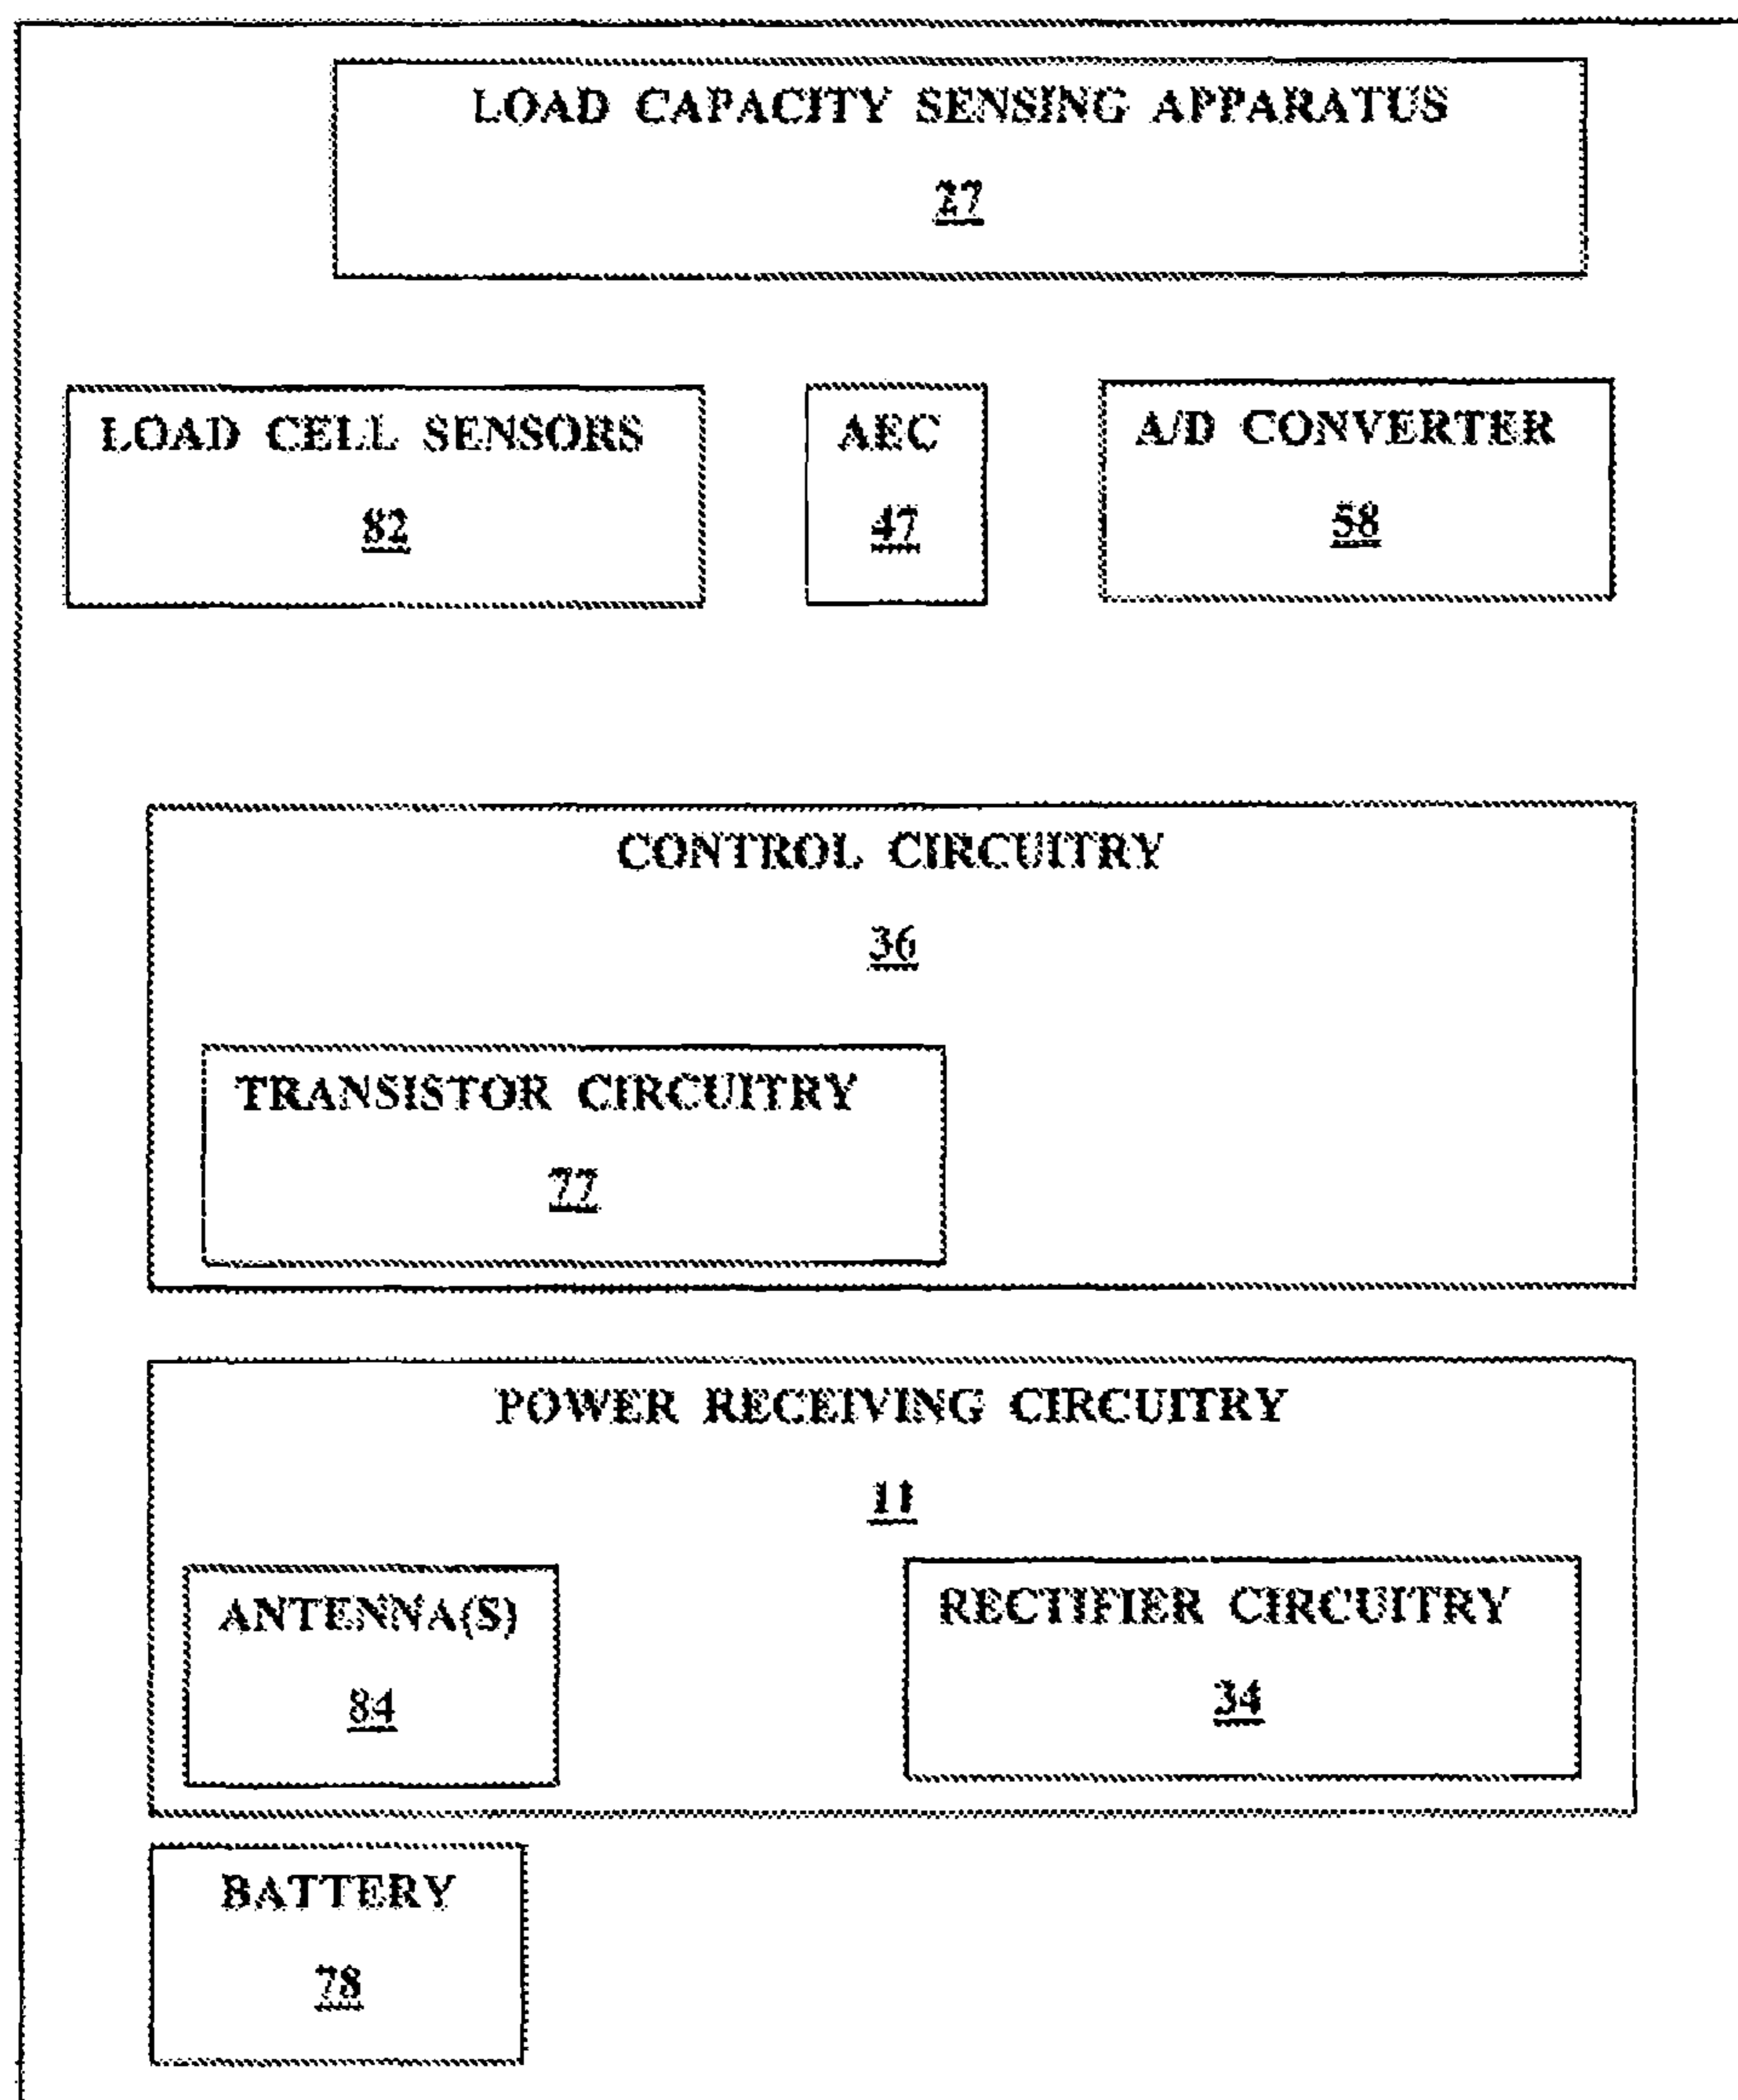 LOAD CAPACITY SENSING APPARATUS
27
LOAD CELL SENSORS
82
AEC
47
A/D CONVERTER
58
CONTROL CIRCUITRY
36
TRANSISTOR CIRCUITRY
77
POWER RECEIVING CIRCUITRY
11
ANTENNA(S)
84
RECTIFIER CIRCUITRY
34
BATTERY
78